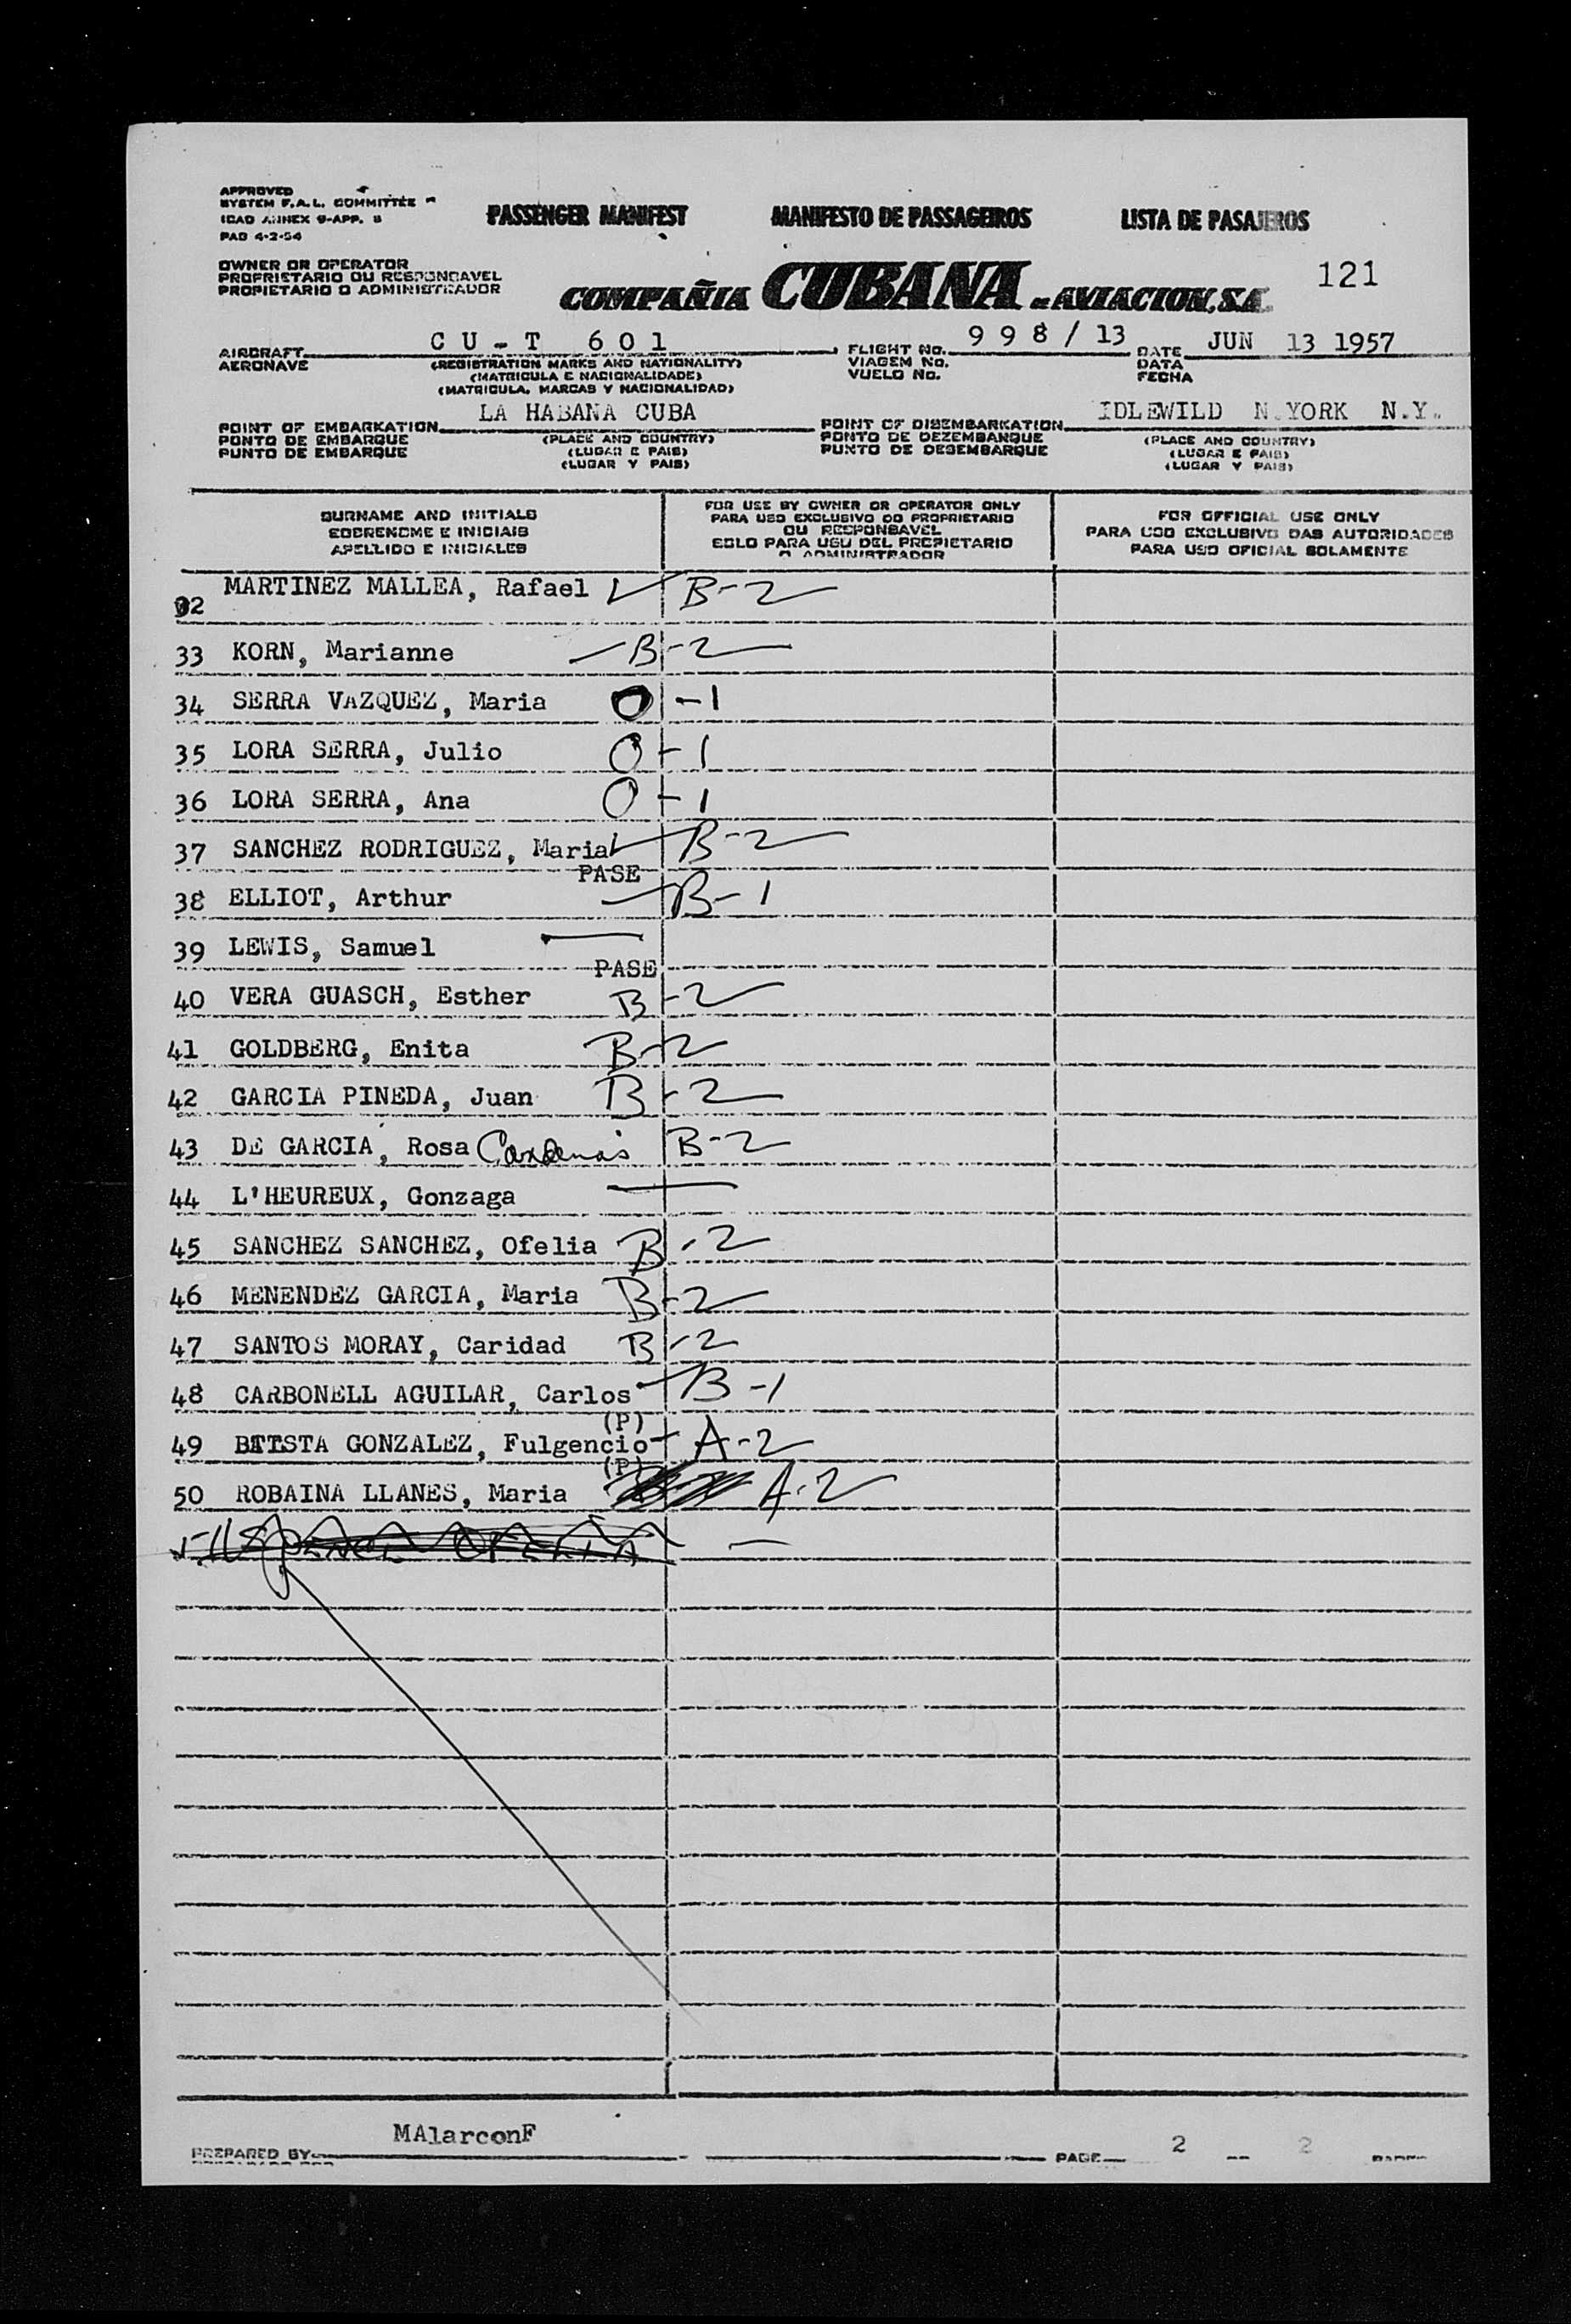 APPROVED
SYSTEM F.A.L. COMMITTEE
ICAO ANNEX 9-APP. B
PAB 4-2-54
PASSENGER MANIFEST MANIFESTO DE PASSAGEIROS LISTA DE PASAJEROS
OWNER OR OPERATOR
PROPRIETARIO OU RESPONSAVEL
PROPIETARIO O ADMINISTRADOR
COMPAÑIA CUBANA DE AVIACION, S.A. 121
AIRCRAFT CU-T 601 FLIGHT No. 998/13 DATE JUN 13 1957
AERONAVE (REGISTRATION MARKS AND NATIONALITY) VIAGEM No. DATA
(MATRICULA E NACIONALIDADE) VUELO No. FECHA
(MATRICULA, MARCAS Y NACIONALIDAD)
POINT OF EMBARKATION LA HABANA CUBA POINT OF DISEMBARKATION IDLEWILD N.YORK N.Y.
PONTO DE EMBARQUE (PLACE AND COUNTRY) PONTO DE DEZEMBARQUE (PLACE AND COUNTRY)
PUNTO DE EMBARQUE (LUGAR E PAIS) PUNTO DE DESEMBARQUE (LUGAR E PAIS)
(LUGAR Y PAIS) (LUGAR Y PAIS)
SURNAME AND INITIALS
SOBRENOME E INICIAIS
APELLIDO E INICIALES
FOR USE BY OWNER OR OPERATOR ONLY
PARA USO EXCLUSIVO DO PROPRIETARIO
OU RESPONSAVEL
SOLO PARA USO DEL PROPIETARIO
O ADMINISTRADOR
FOR OFFICIAL USE ONLY
PARA USO EXCLUSIVO DAS AUTORIDADES
PARA USO OFICIAL SOLAMENTE
32 MARTINEZ MALLEA, Rafael B-2
33 KORN, Marianne B-2
34 SERRA VAZQUEZ, Maria O-1
35 LORA SERRA, Julio O-1
36 LORA SERRA, Ana O-1
37 SANCHEZ RODRIGUEZ, Maria B-2
PASE
38 ELLIOT, Arthur B-1
39 LEWIS, Samuel
PASE
40 VERA GUASCH, Esther B-2
41 GOLDBERG, Enita B-2
42 GARCIA PINEDA, Juan B-2
43 DE GARCIA, Rosa Cardenas B-2
44 L'HEUREUX, Gonzaga
45 SANCHEZ SANCHEZ, Ofelia B-2
46 MENENDEZ GARCIA, Maria B-2
47 SANTOS MORAY, Caridad B-2
48 CARBONELL AGUILAR, Carlos B-1
(P)
49 BTISTA GONZALEZ, Fulgencio A-2
(P)
50 ROBAINA LLANES, Maria A-2
PREPARED BY MAlarconF PAGE 2 -- 2